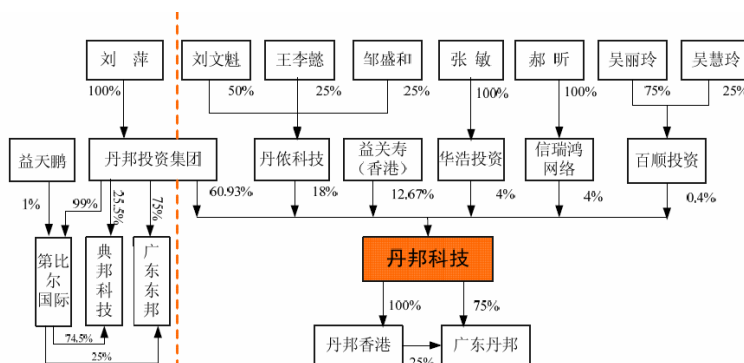 刘 萍
刘文魁
王李懿
邹盛和
张 敏
郝 昕
吴丽玲
吴慧玲
100%
50%
25%
25%
100%
100%
75%
25%
益天鹏
丹邦投资集团
丹侬科技
益关寿
（香港）
华浩投资
信瑞鸿
网络
百顺投资
1%
99%
25.5%
75%
60.93%
18%
12.67%
4%
4%
0.4%
第比尔
国际
典邦科技
广东东邦
丹邦科技
74.5%
25%
100%
75%
丹邦香港
广东丹邦
25%